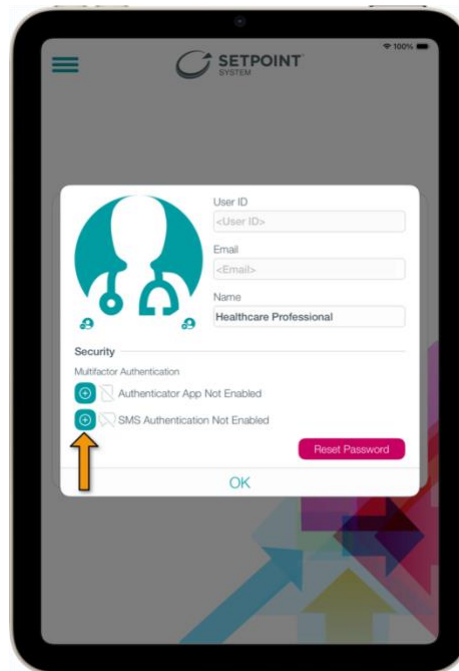 100%
SETPOINT
SYSTEM
User ID
<User ID>
Email
<Email>
Name
Healthcare Professional
Security
Multifactor Authentication
Authenticator App Not Enabled
SMS Authentication Not Enabled
Reset Password
OK